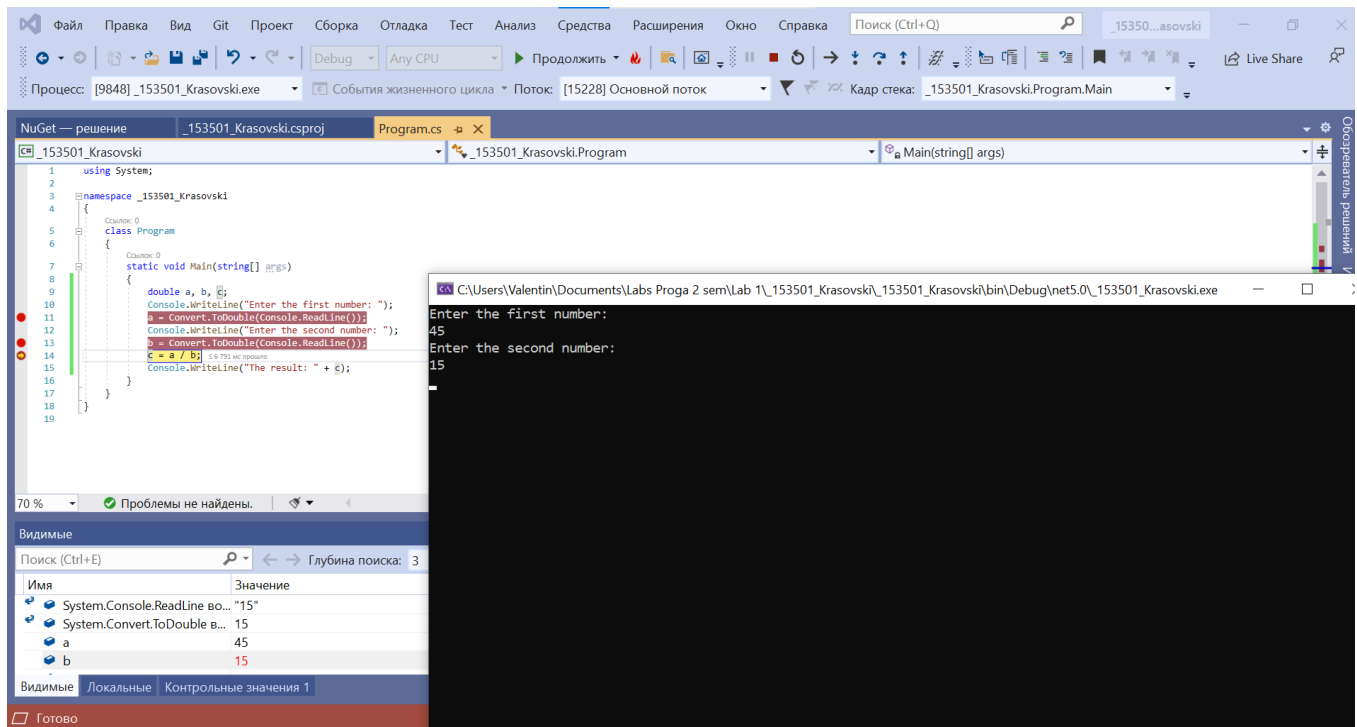 Файл Правка Вид Git Проект Сборка Отладка Тест Анализ Средства Расширения Окно Справка Поиск (Ctrl+Q) _15350...asovski
Debug Any CPU Продолжить Live Share
Процесс: [9848] _153501_Krasovski.exe События жизненного цикла Поток: [15228] Основной поток Кадр стека: _153501_Krasovski.Program.Main
NuGet — решение _153501_Krasovski.csproj Program.cs
C# _153501_Krasovski _153501_Krasovski.Program Main(string[] args)
Обозреватель решений
1 using System;
2
3 namespace _153501_Krasovski
4 {
Ссылок: 0
5 class Program
6 {
Ссылок: 0
7 static void Main(string[] args)
8 {
9 double a, b, c;
10 Console.WriteLine("Enter the first number: ");
11 a = Convert.ToDouble(Console.ReadLine());
12 Console.WriteLine("Enter the second number: ");
13 b = Convert.ToDouble(Console.ReadLine());
14 c = a / b; ≤ 6 791 мс прошло
15 Console.WriteLine("The result: " + c);
16 }
17 }
18 }
19
70 % Проблемы не найдены.
Видимые
Поиск (Ctrl+E) Глубина поиска: 3
Имя Значение
System.Console.ReadLine во... "15"
System.Convert.ToDouble в... 15
a 45
b 15
Видимые Локальные Контрольные значения 1
Готово
C:\Users\Valentin\Documents\Labs Proga 2 sem\Lab 1\_153501_Krasovski\_153501_Krasovski\bin\Debug\net5.0\_153501_Krasovski.exe
Enter the first number:
45
Enter the second number:
15